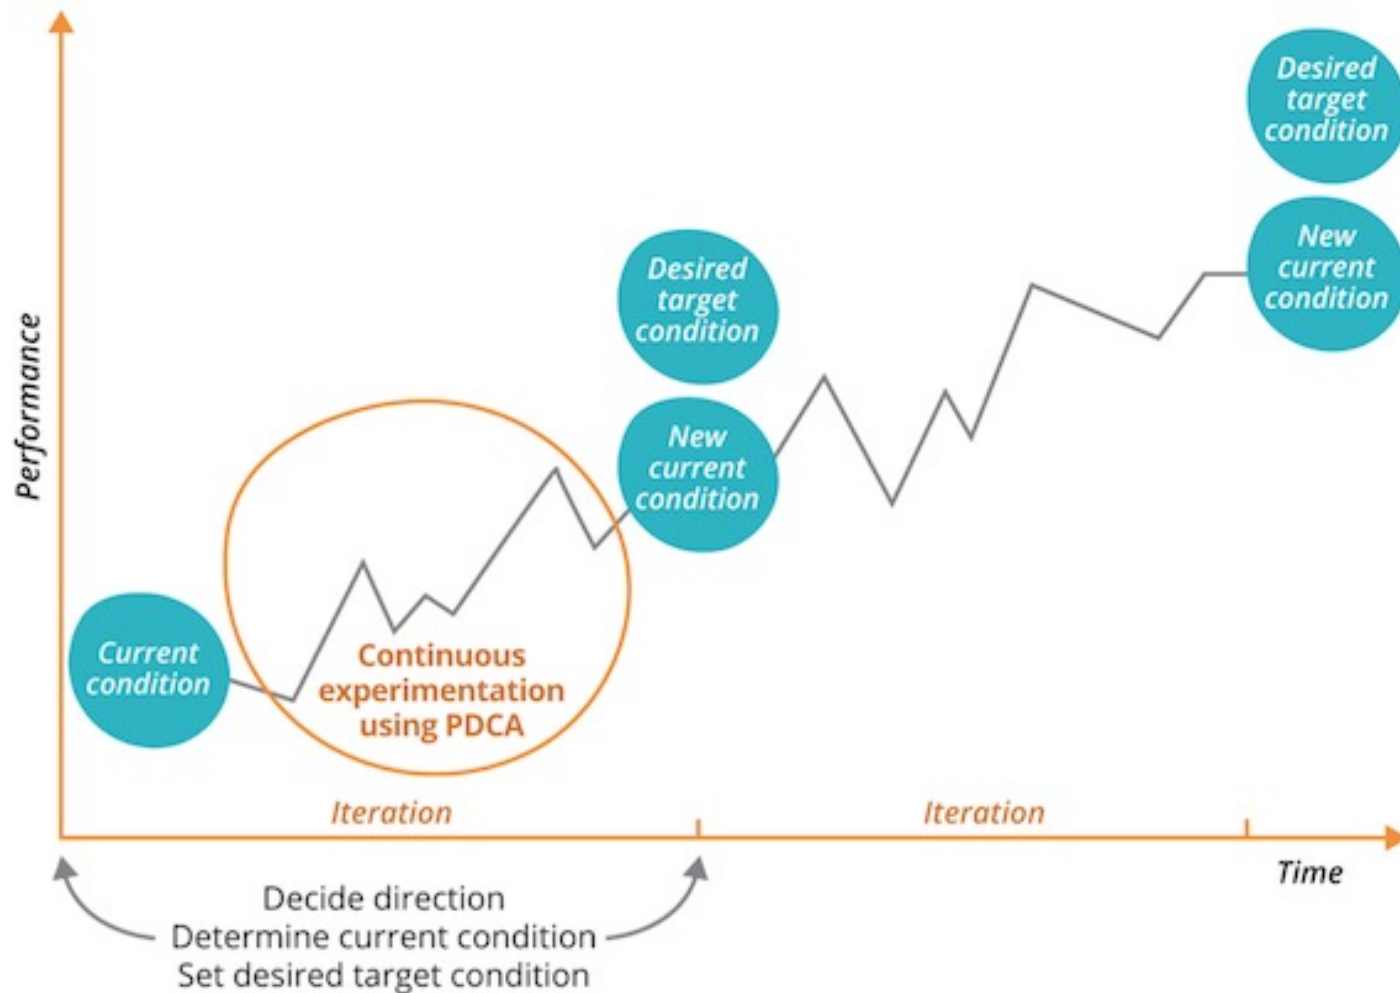 Desired
target
condition
New
current
condition
Desired
target
condition
New
current
condition
Performance
Current
condition
Continuous
experimentation
using PDCA
Iteration
Iteration
Time
Decide direction
Determine current condition
Set desired target condition